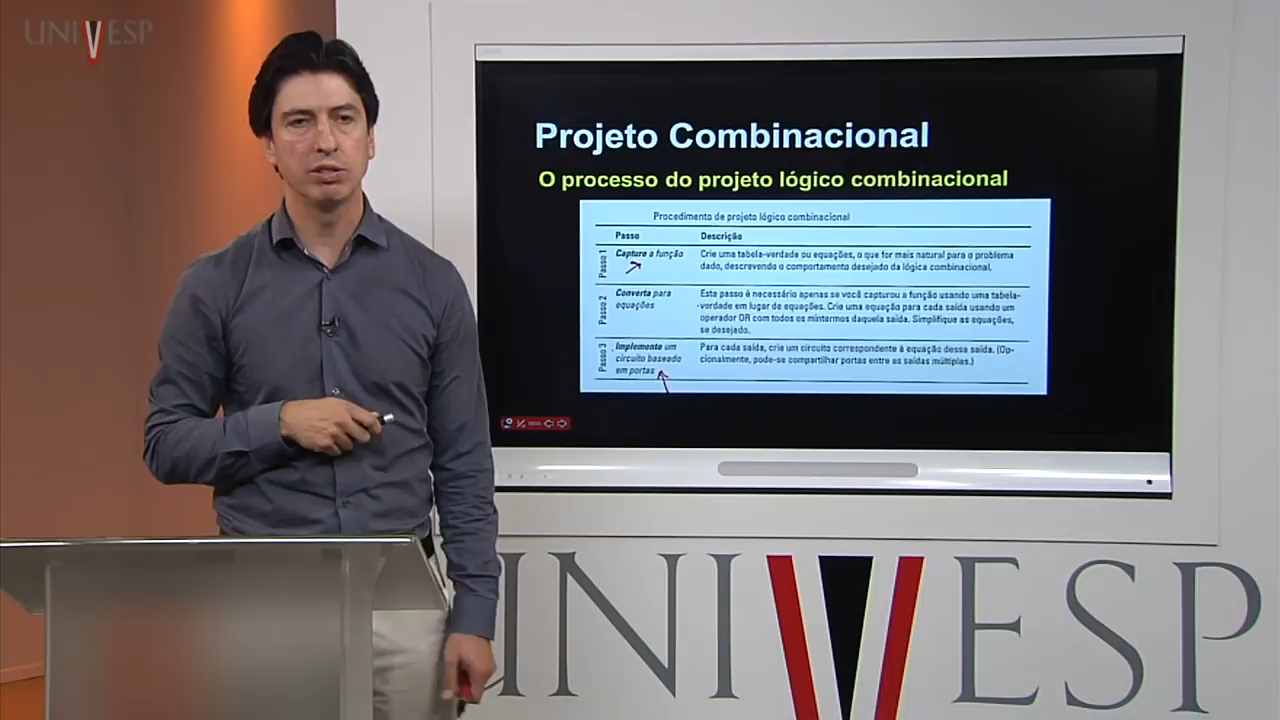 UNIVESP
Projeto Combinacional
O processo do projeto lógico combinacional
Procedimento de projeto lógico combinacional
Passo Descrição
Passo 1
Capture a função
Crie uma tabela-verdade ou equações, o que for mais natural para o problema
dado, descrevendo o comportamento desejado da lógica combinacional.
Passo 2
Converta para
equações
Este passo é necessário apenas se você capturou a função usando uma tabela-
-verdade em lugar de equações. Crie uma equação para cada saída usando um
operador OR com todos os mintermos daquela saída. Simplifique as equações,
se desejado.
Passo 3
Implemente um
circuito baseado
em portas
Para cada saída, crie um circuito correspondente à equação dessa saída. (Op-
cionalmente, pode-se compartilhar portas entre as saídas múltiplas.)
UNIVESP